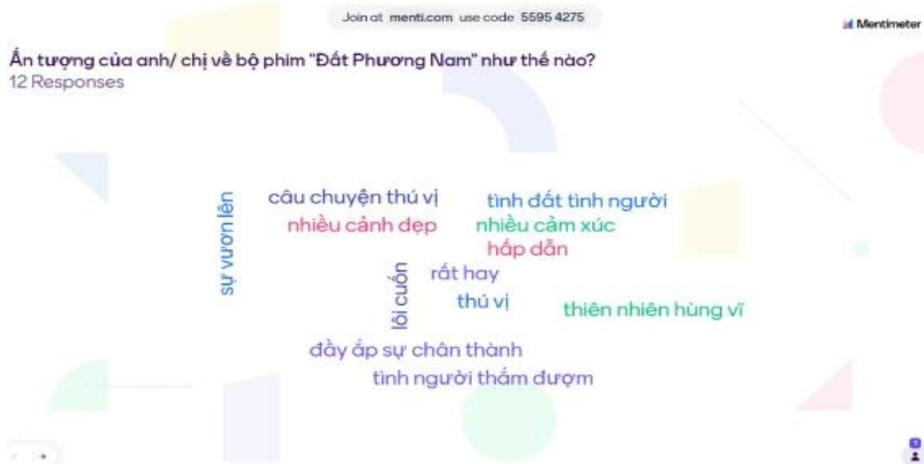 Join at menti.com use code 5595 4275
Mentimeter
Ấn tượng của anh/ chị về bộ phim "Đất Phương Nam" như thế nào?
12 Responses
sự vươn lên
câu chuyện thú vị
tình đất tình người
nhiều cảnh đẹp
nhiều cảm xúc
hấp dẫn
lôi cuốn
rất hay
thú vị
thiên nhiên hùng vĩ
đầy ắp sự chân thành
tình người thắm đượm